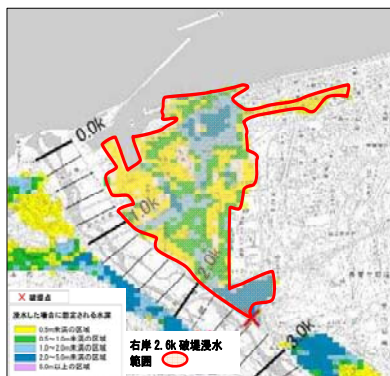 0.0k
1.0k
2.0k
3.0k
破堤点
浸水した場合に想定される水深
0.5m未満の区域
0.5~1.0m未満の区域
1.0~2.0m未満の区域
2.0~5.0m未満の区域
5.0m以上の区域
右岸 2.6k 破堤浸水
範囲